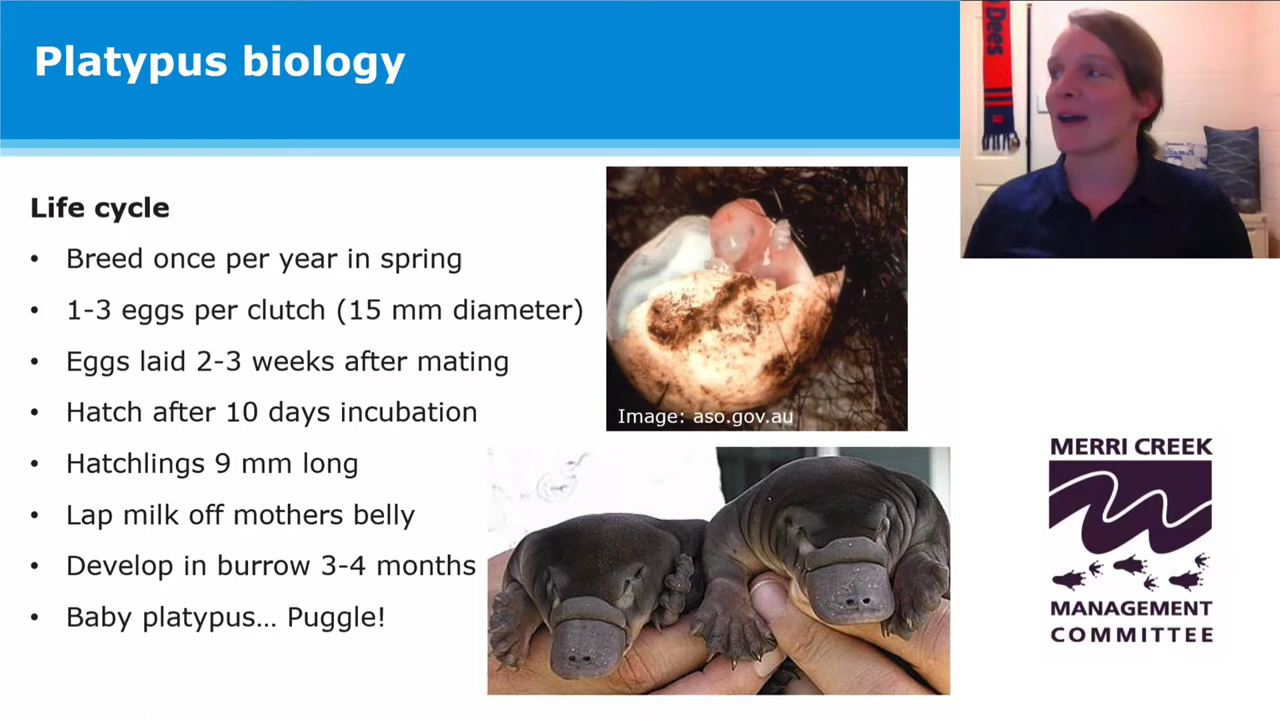 Platypus biology
Dees
Life cycle
• Breed once per year in spring
• 1-3 eggs per clutch (15 mm diameter)
• Eggs laid 2-3 weeks after mating
• Hatch after 10 days incubation
• Hatchlings 9 mm long
• Lap milk off mothers belly
• Develop in burrow 3-4 months
• Baby platypus... Puggle!
Image: aso.gov.au
MERRI CREEK
MANAGEMENT
COMMITTEE